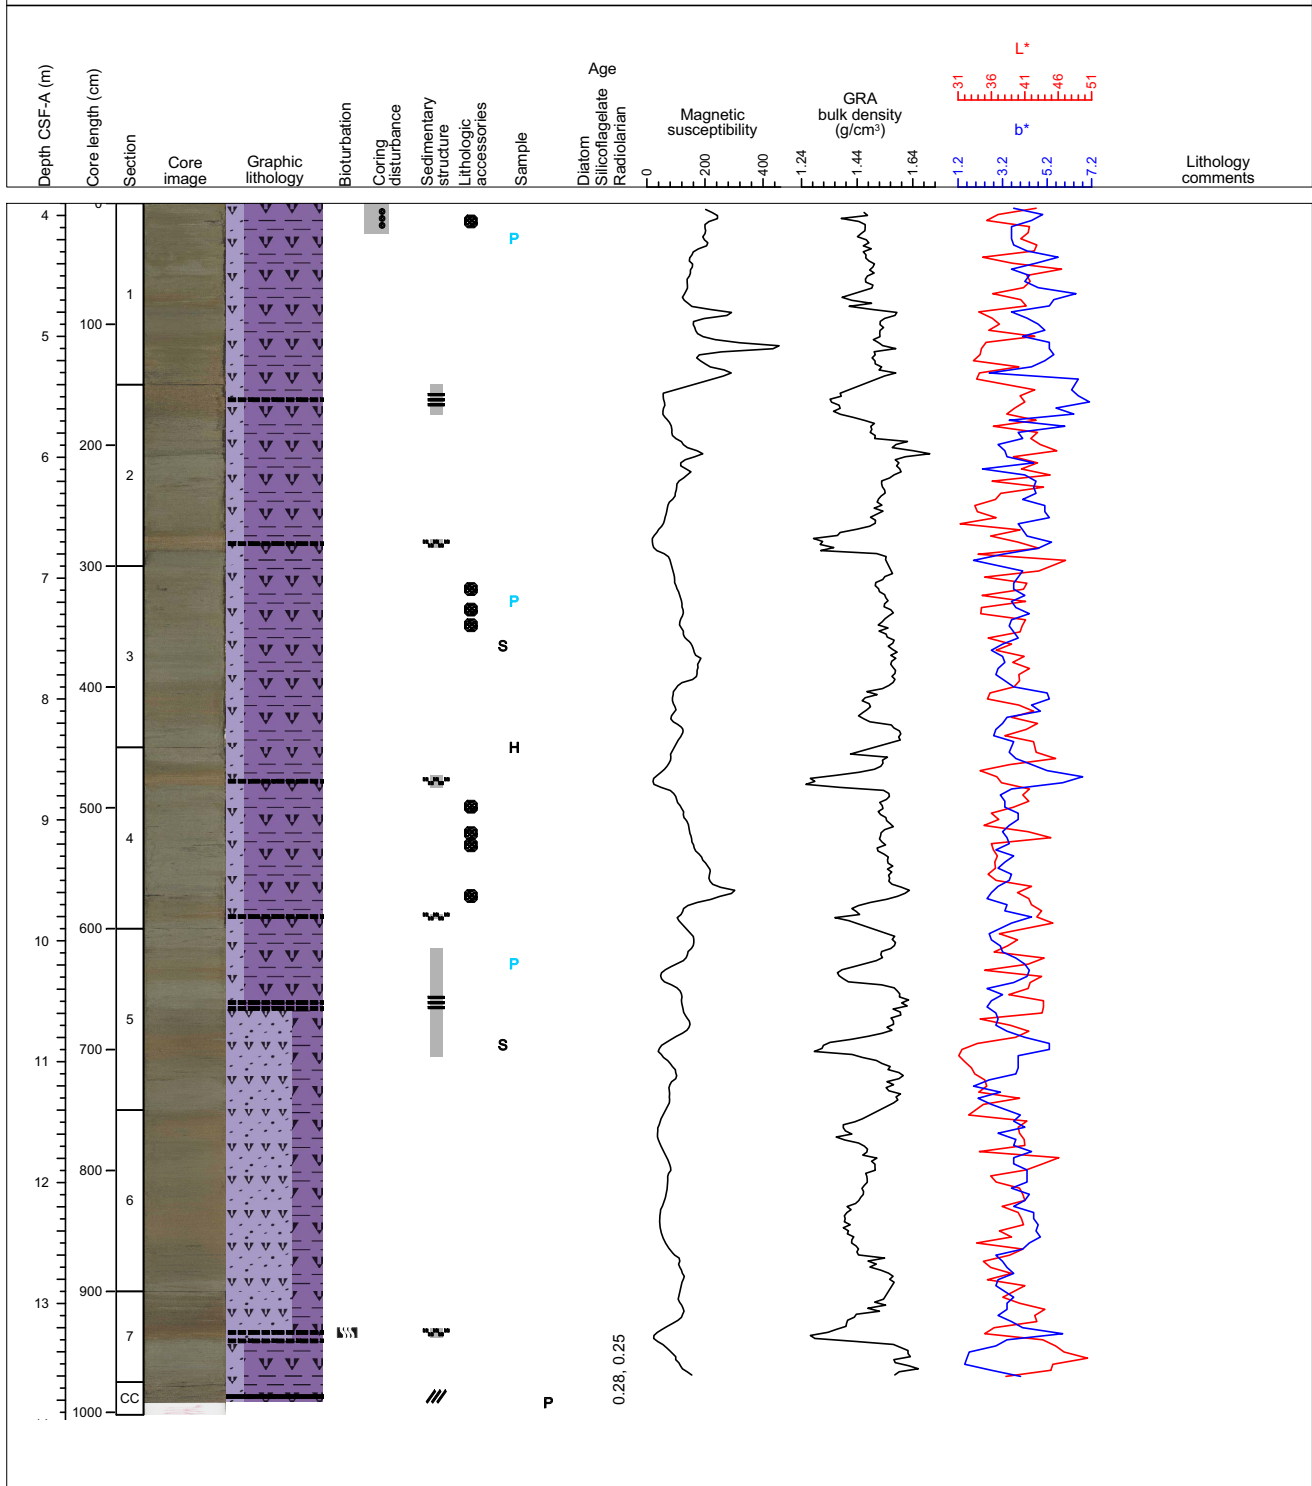 Depth CSF-A (m)
Core length (cm)
Section
Core image
Graphic lithology
Bioturbation
Coring disturbance
Sedimentary structure
Lithologic accessories
Sample
Age
Diatom
Silicoflagelate
Radiolarian
Magnetic susceptibility
0 200 400
GRA bulk density (g/cm³)
1.24 1.44 1.64
L*
31 36 41 46 51
b*
1.2 3.2 5.2 7.2
Lithology comments
4
5
6
7
8
9
10
11
12
13
0
100
200
300
400
500
600
700
800
900
1000
1
2
3
4
5
6
7
CC
P
P
S
H
P
S
P
0.28, 0.25